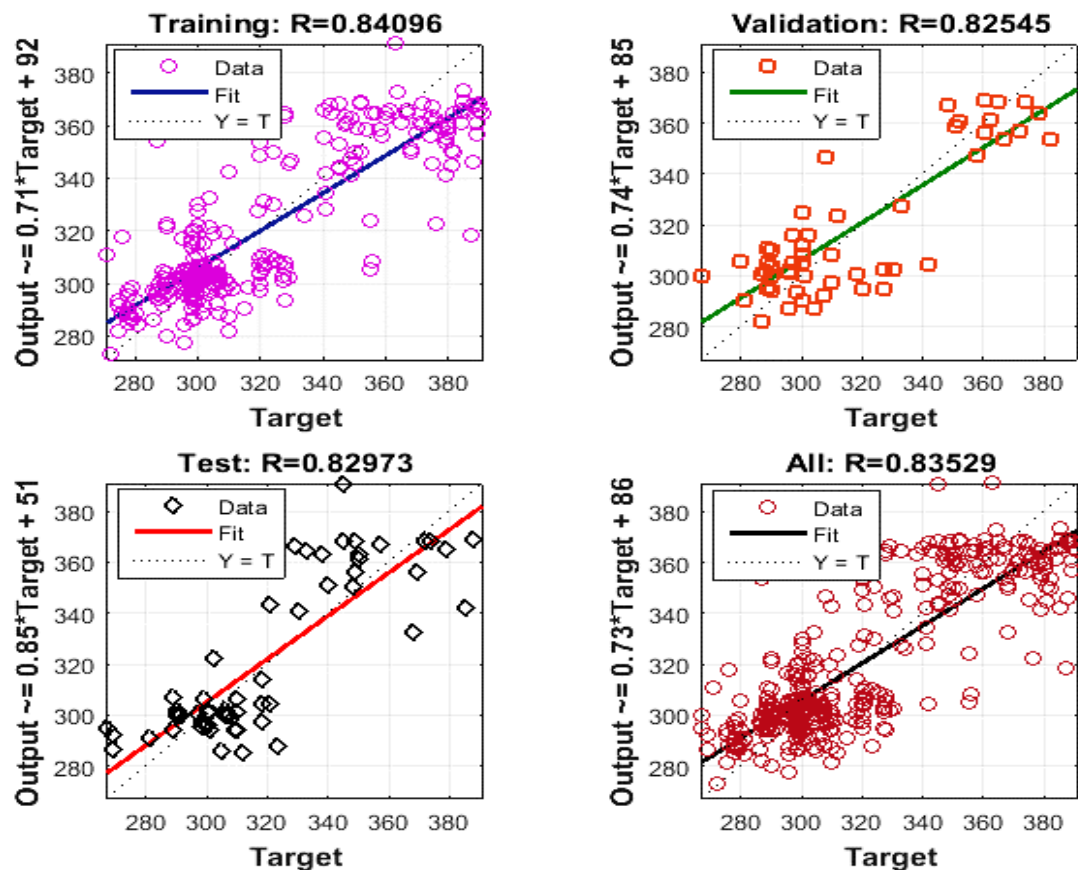 Training: R=0.84096
Output ~= 0.71*Target + 92
380
360
340
320
300
280
Data
Fit
Y = T
280 300 320 340 360 380
Target
Validation: R=0.82545
Output ~= 0.74*Target + 85
380
360
340
320
300
280
Data
Fit
Y = T
280 300 320 340 360 380
Target
Test: R=0.82973
Output ~= 0.85*Target + 51
380
360
340
320
300
280
Data
Fit
Y = T
280 300 320 340 360 380
Target
All: R=0.83529
Output ~= 0.73*Target + 86
380
360
340
320
300
280
Data
Fit
Y = T
280 300 320 340 360 380
Target